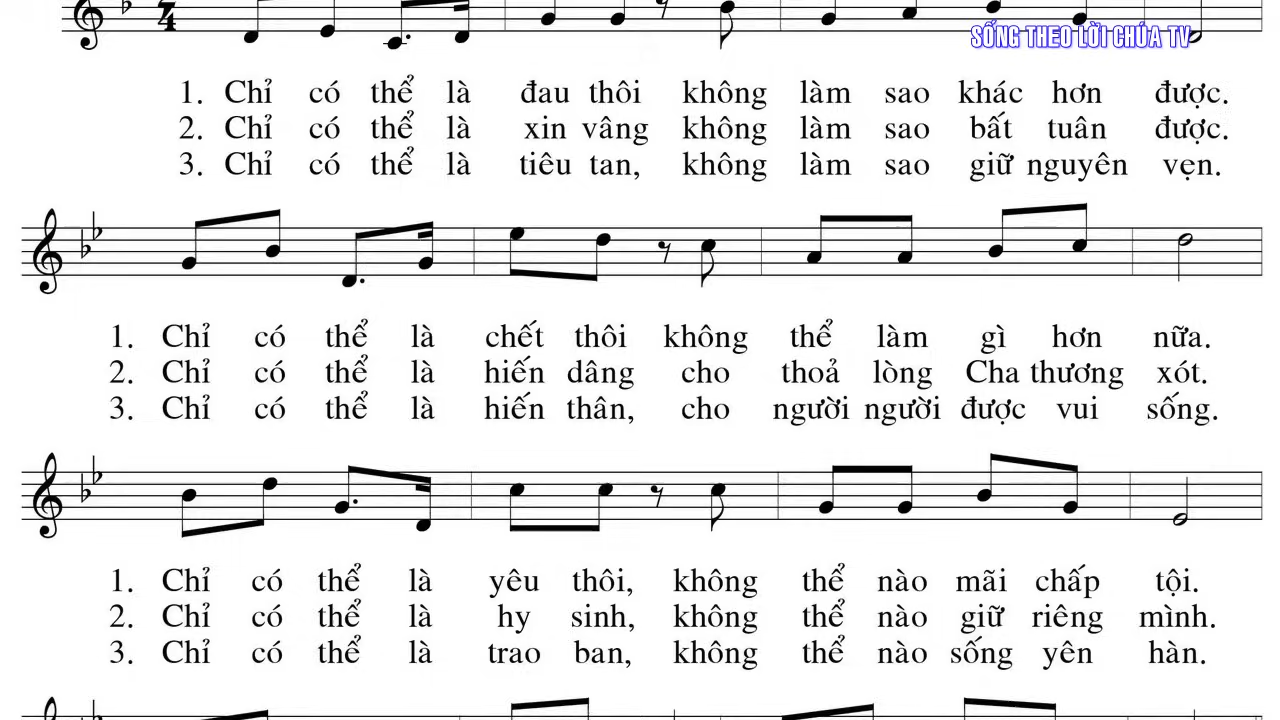 2
4
SỐNG THEO LỜI CHÚA TV
1. Chỉ có thể là đau thôi không làm sao khác hơn được.
2. Chỉ có thể là xin vâng không làm sao bất tuân được.
3. Chỉ có thể là tiêu tan, không làm sao giữ nguyên vẹn.
1. Chỉ có thể là chết thôi không thể làm gì hơn nữa.
2. Chỉ có thể là hiến dâng cho thoả lòng Cha thương xót.
3. Chỉ có thể là hiến thân, cho người người được vui sống.
1. Chỉ có thể là yêu thôi, không thể nào mãi chấp tội.
2. Chỉ có thể là hy sinh, không thể nào giữ riêng mình.
3. Chỉ có thể là trao ban, không thể nào sống yên hàn.